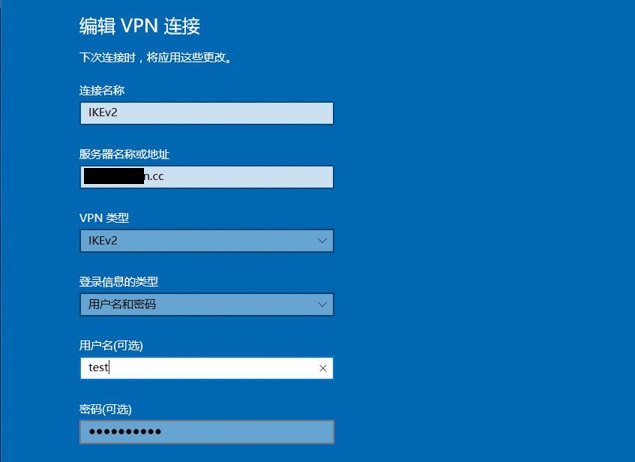 编辑 VPN 连接
下次连接时，将应用这些更改。
连接名称
IKEv2
服务器名称或地址
n.cc
VPN 类型
IKEv2
登录信息的类型
用户名和密码
用户名(可选)
test
密码(可选)
●●●●●●●●●●